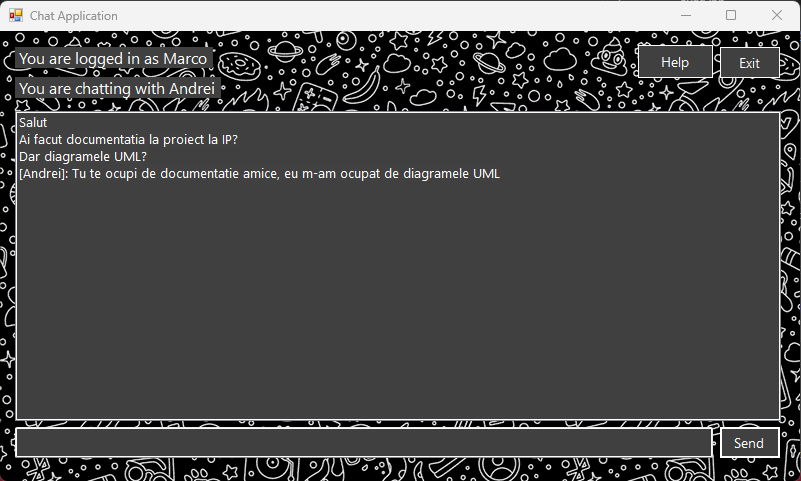 Chat Application
You are logged in as Marco
Help
Exit
You are chatting with Andrei
Salut
Ai facut documentatia la proiect la IP?
Dar diagramele UML?
[Andrei]: Tu te ocupi de documentatie amice, eu m-am ocupat de diagramele UML
Send